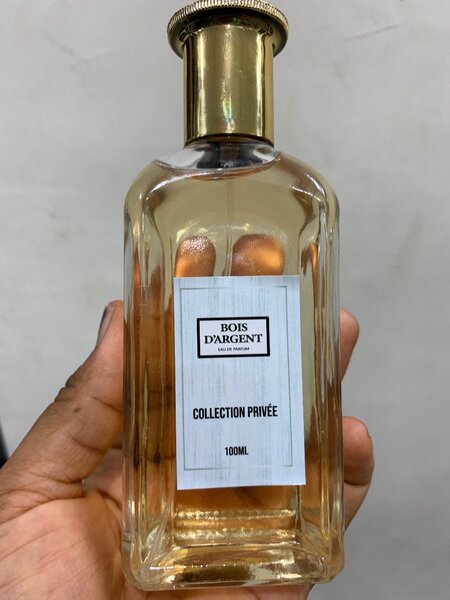 BOIS
D'ARGENT
EAU DE PARFUM
COLLECTION PRIVÉE
100ML